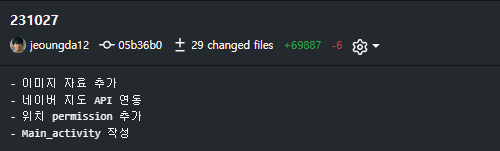 231027
jeoungda12 05b36b0 29 changed files +69887 -6
- 이미지 자료 추가
- 네이버 지도 API 연동
- 위치 permission 추가
- Main_activity 작성